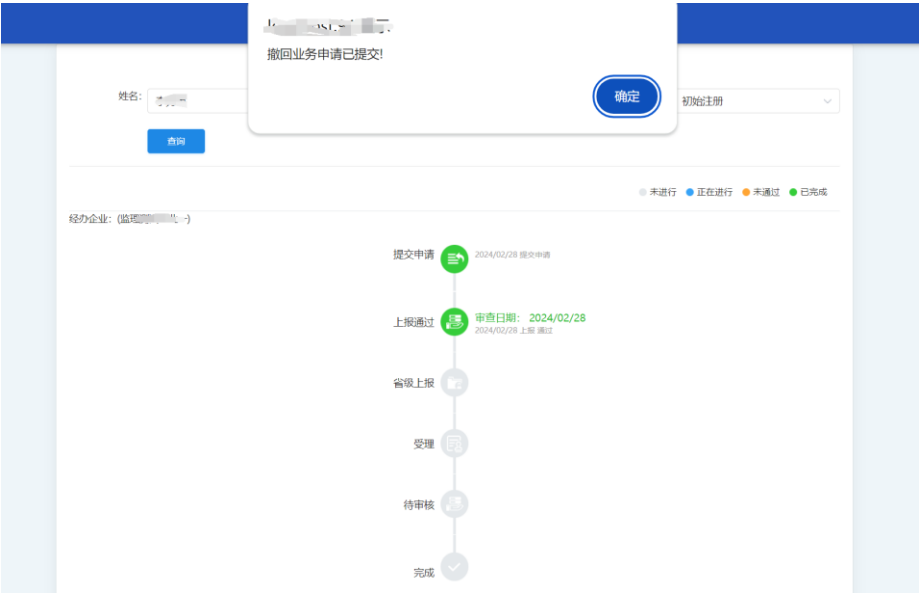 撤回业务申请已提交!
确定
姓名:
初始注册
查询
未进行 正在进行 未通过 已完成
经办企业: (监理
提交申请 2024/02/28 提交申请
上报通过 审查日期: 2024/02/28
2024/02/28 上报 通过
省级上报
受理
待审核
完成